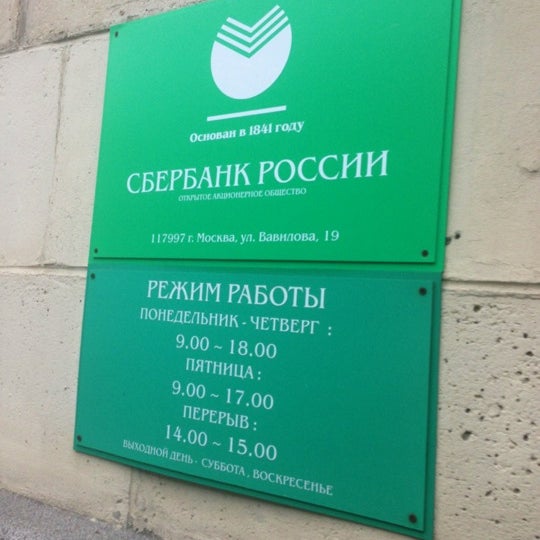 Основан в 1841 году
СБЕРБАНК РОССИИ
ОТКРЫТОЕ АКЦИОНЕРНОЕ ОБЩЕСТВО
117997 г. Москва, ул. Вавилова, 19
РЕЖИМ РАБОТЫ
ПОНЕДЕЛЬНИК - ЧЕТВЕРГ :
9.00 ~ 18.00
ПЯТНИЦА :
9.00 ~ 17.00
ПЕРЕРЫВ :
14.00 ~ 15.00
ВЫХОДНОЙ ДЕНЬ - СУББОТА , ВОСКРЕСЕНЬЕ